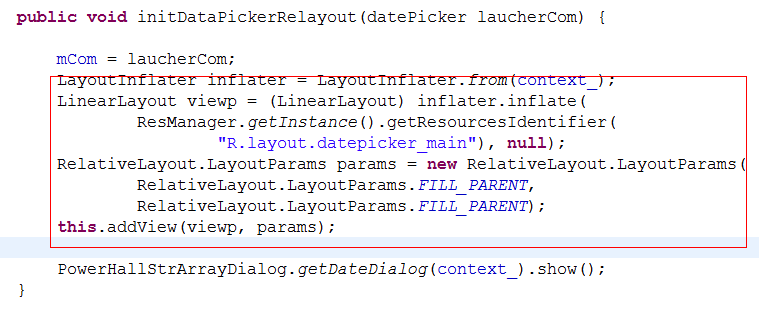 public void initDataPickerRelayout(datePicker laucherCom) {
mCom = laucherCom;
LayoutInflater inflater = LayoutInflater.from(context_);
LinearLayout viewp = (LinearLayout) inflater.inflate(
ResManager.getInstance().getResourcesIdentifier(
"R.layout.datepicker_main"), null);
RelativeLayout.LayoutParams params = new RelativeLayout.LayoutParams(
RelativeLayout.LayoutParams.FILL_PARENT,
RelativeLayout.LayoutParams.FILL_PARENT);
this.addView(viewp, params);
PowerHallStrArrayDialog.getDateDialog(context_).show();
}